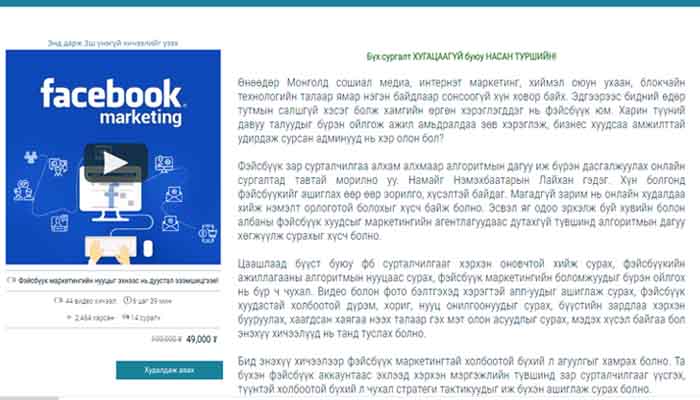 Энд дарж 3ш үнэгүй хичээлийг үзэх
facebook
marketing
Фэйсбүүк маркетингийн нууцыг эхнээс нь дуустал эзэмшицгээе!
44 видео хичээл
6 цаг 29 мин
2,464 үзсэн
14 суралч
199,000 ₮ 49,000 ₮
Худалдаж авах
Бүх сургалт ХУГАЦААГҮЙ буюу НАСАН ТУРШИЙН!
Өнөөдөр Монголд сошиал медиа, интернэт маркетинг, хиймэл оюун ухаан, блокчайн
технологийн талаар ямар нэгэн байдлаар сонсоогүй хүн ховор байх. Эдгээрээс бидний өдөр
тутмын салшгүй хэсэг болж хамгийн өргөн хэрэглэгддэг нь фэйсбүүк юм. Харин түүний
давуу талуудыг бүрэн ойлгож ажил амьдралдаа зөв хэрэглэж, бизнес хуудсаа амжилттай
удирдаж сурсан админууд нь хэр олон бол?
Фэйсбүүк зар сурталчилгаа алхам алхмаар алгоритмын дагуу иж бүрэн дасгалжуулах онлайн
сургалтад тавтай морилно уу. Намайг Нэмэхбаатарын Лайхан гэдэг. Хүн болгонд
фэйсбүүкийг ашиглах өөр өөр зорилго, хүсэлтэй байдаг. Магадгүй зарим нь онлайн худалдаа
хийж нэмэлт орлоготой болохыг хүсч байж болно. Эсвэл яг одоо эрхэлж буй хувийн болон
албаны фэйсбүүк хуудсыг маркетингийн агентлагуудаас дутахгүй түвшинд алгоритмын дагуу
хөгжүүлж сурахыг хүсч болно.
Цаашлаад бүүст буюу фб сурталчилгааг хэрхэн оновчтой хийж сурах, фэйсбүүкийн
ажиллагааны алгоритмын нууцаас сурах, фэйсбүүк маркетингийн боломжуудыг бүрэн ойлгох
нь бүр ч чухал. Видео болон фото бэлтгэхэд хэрэгтэй апп-уудыг ашиглаж сурах, фэйсбүүк
хуудастай холбоотой дүрэм, хориг, нууц онилгоонуудыг сурах, бүүстийн зардлаа хэрхэн
бууруулах, хаагдсан хаягаа нээх талаар гэх мэт олон асуудлыг сурах, мэдэх хүсэл байгаа бол
энэхүү хичээлүүд нь танд туслах болно.
Бид энэхүү хичээлээр фэйсбүүк маркетингтай холбоотой бүхий л агуулгыг хамрах болно. Та
бүхэн фэйсбүүк аккаунтаас эхлээд хэрхэн мэргэжлийн түвшинд зар сурталчилгааг үүсгэх,
түүнтэй холбоотой бүхий л чухал стратеги тактикуудыг иж бүхэн ашиглаж сурах болно.